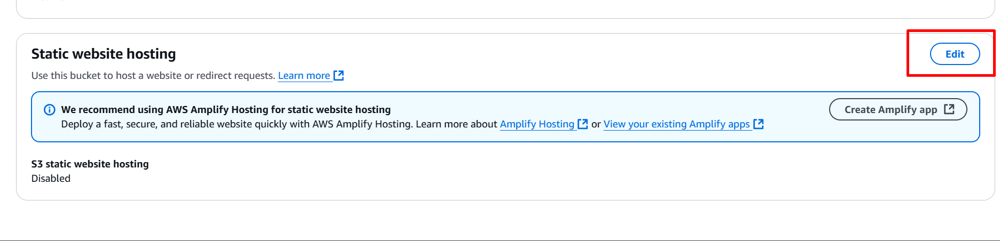 Static website hosting
Edit
Use this bucket to host a website or redirect requests. Learn more
We recommend using AWS Amplify Hosting for static website hosting
Create Amplify app
Deploy a fast, secure, and reliable website quickly with AWS Amplify Hosting. Learn more about Amplify Hosting or View your existing Amplify apps
S3 static website hosting
Disabled